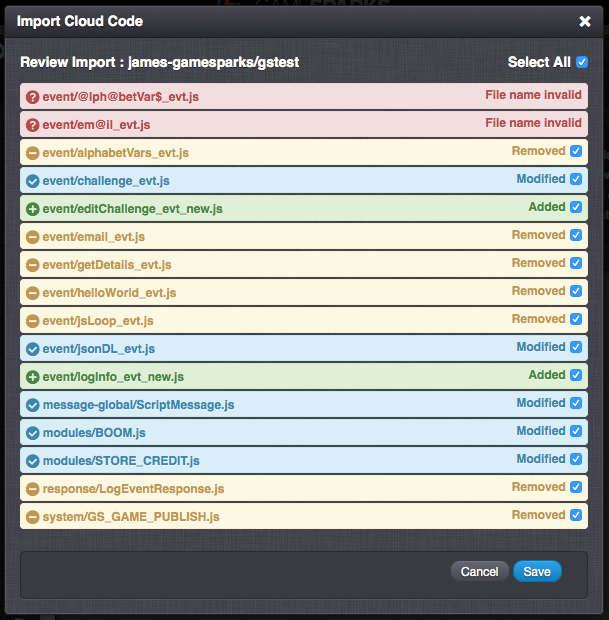 Import Cloud Code
Review Import : james-gamesparks/gstest Select All
event/@lph@betVar$_evt.js File name invalid
event/em@il_evt.js File name invalid
event/alphabetVars_evt.js Removed
event/challenge_evt.js Modified
event/editChallenge_evt_new.js Added
event/email_evt.js Removed
event/getDetails_evt.js Removed
event/helloWorld_evt.js Removed
event/jsLoop_evt.js Removed
event/jsonDL_evt.js Modified
event/logInfo_evt_new.js Added
message-global/ScriptMessage.js Modified
modules/BOOM.js Modified
modules/STORE_CREDIT.js Modified
response/LogEventResponse.js Removed
system/GS_GAME_PUBLISH.js Removed
Cancel Save